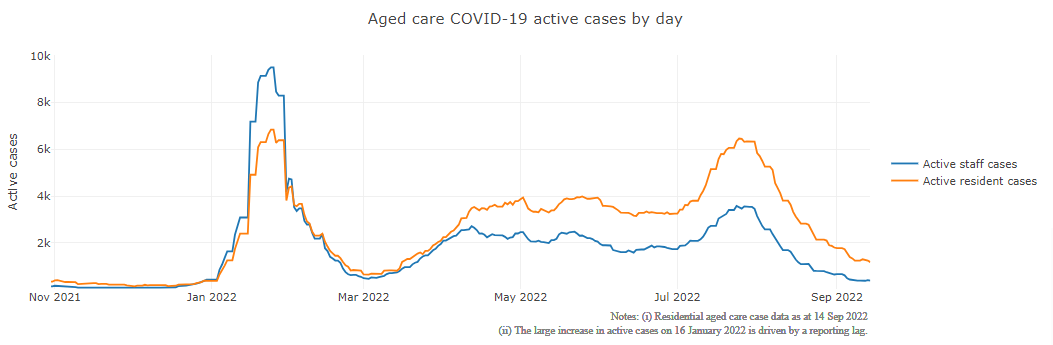 Aged care COVID-19 active cases by day
10k
8k
6k
4k
2k
Active cases
Nov 2021
Jan 2022
Mar 2022
May 2022
Jul 2022
Sep 2022
Active staff cases
Active resident cases
Notes: (i) Residential aged care case data as at 14 Sep 2022
(ii) The large increase in active cases on 16 January 2022 is driven by a reporting lag.